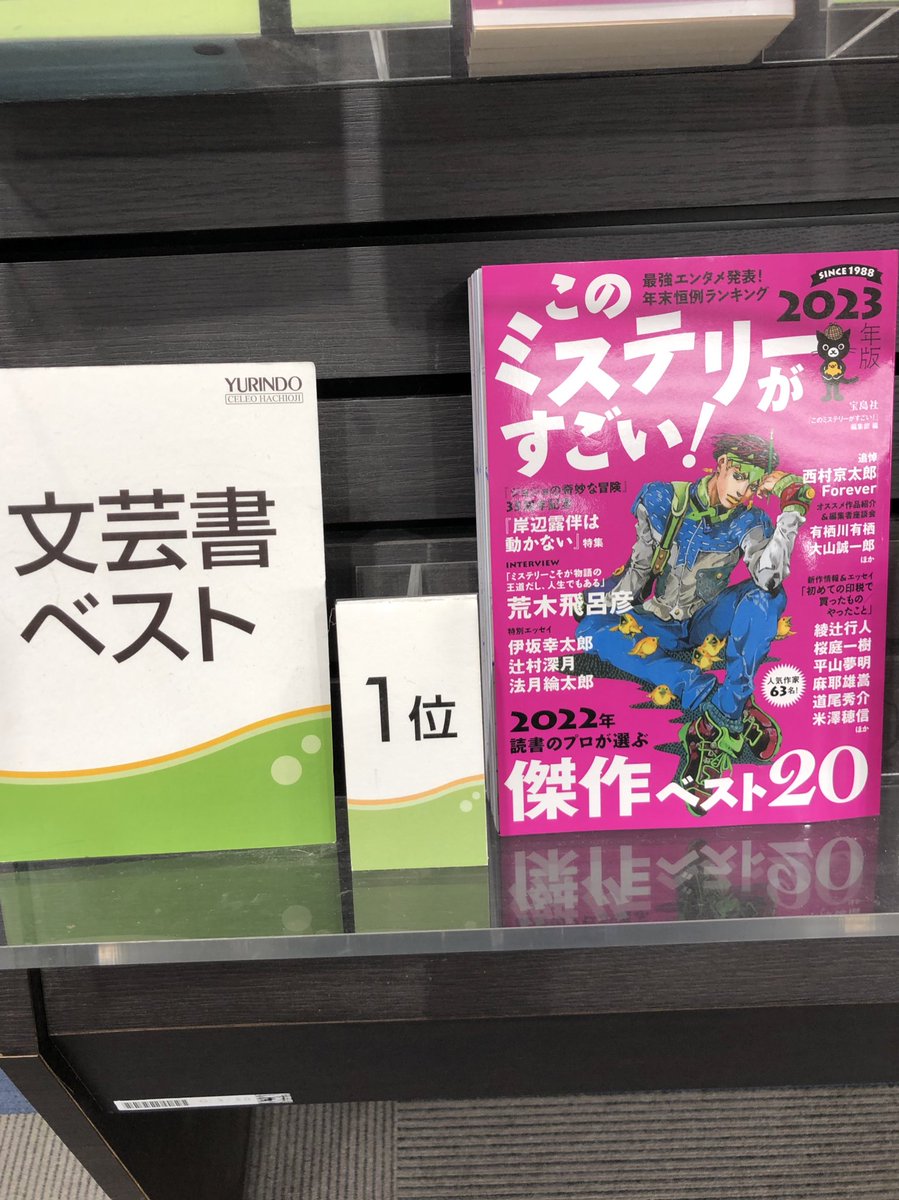 YURINDO
CELEO HACHIOJI
文芸書
ベスト
1位
この
ミステリーが
すごい!
最強エンタメ発表!
年末恒例ランキング
SINCE 1988
2023
年版
宝島社
『このミステリーがすごい!』
編集部 編
の奇妙な冒険』
『岸辺露伴は
動かない』特集
INTERVIEW
「ミステリーこそが物語の
王道だし、人生でもある」
荒木飛呂彦
特別エッセイ
伊坂幸太郎
辻村深月
法月綸太郎
追悼
西村京太郎
Forever
オススメ作品紹介
&編集者座談会
有栖川有栖
大山誠一郎
ほか
新作情報&エッセイ
「初めての印税で
買ったもの
やったこと」
綾辻行人
桜庭一樹
平山夢明
麻耶雄嵩
道尾秀介
米澤穂信
ほか
人気作家
63名!
2022年
読書のプロが選ぶ
傑作ベスト20